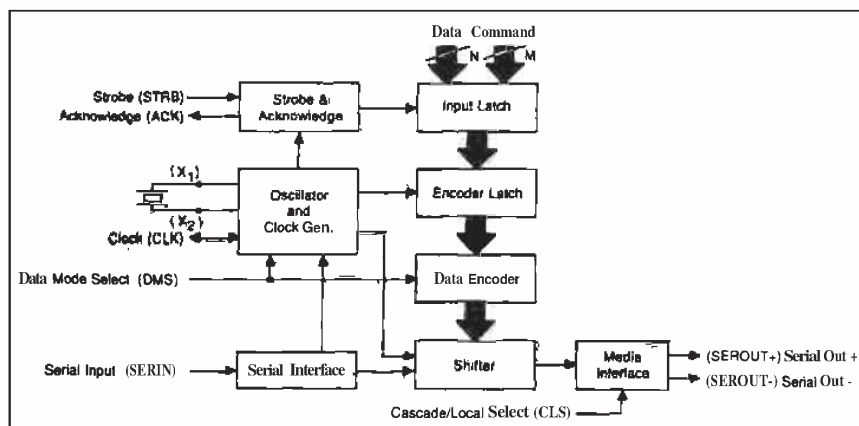 Data Command
N M
Strobe (STRB)
Acknowledge (ACK)
Strobe &
Acknowledge
Input Latch
(X1)
(X2)
Clock (CLK)
Oscillator
and
Clock Gen.
Encoder Latch
Data Mode Select (DMS)
Data Encoder
Serial Input (SERIN)
Serial Interface
Shifter
Media
Interface
(SEROUT+) Serial Out +
(SEROUT-) Serial Out -
Cascade/Local Select (CLS)